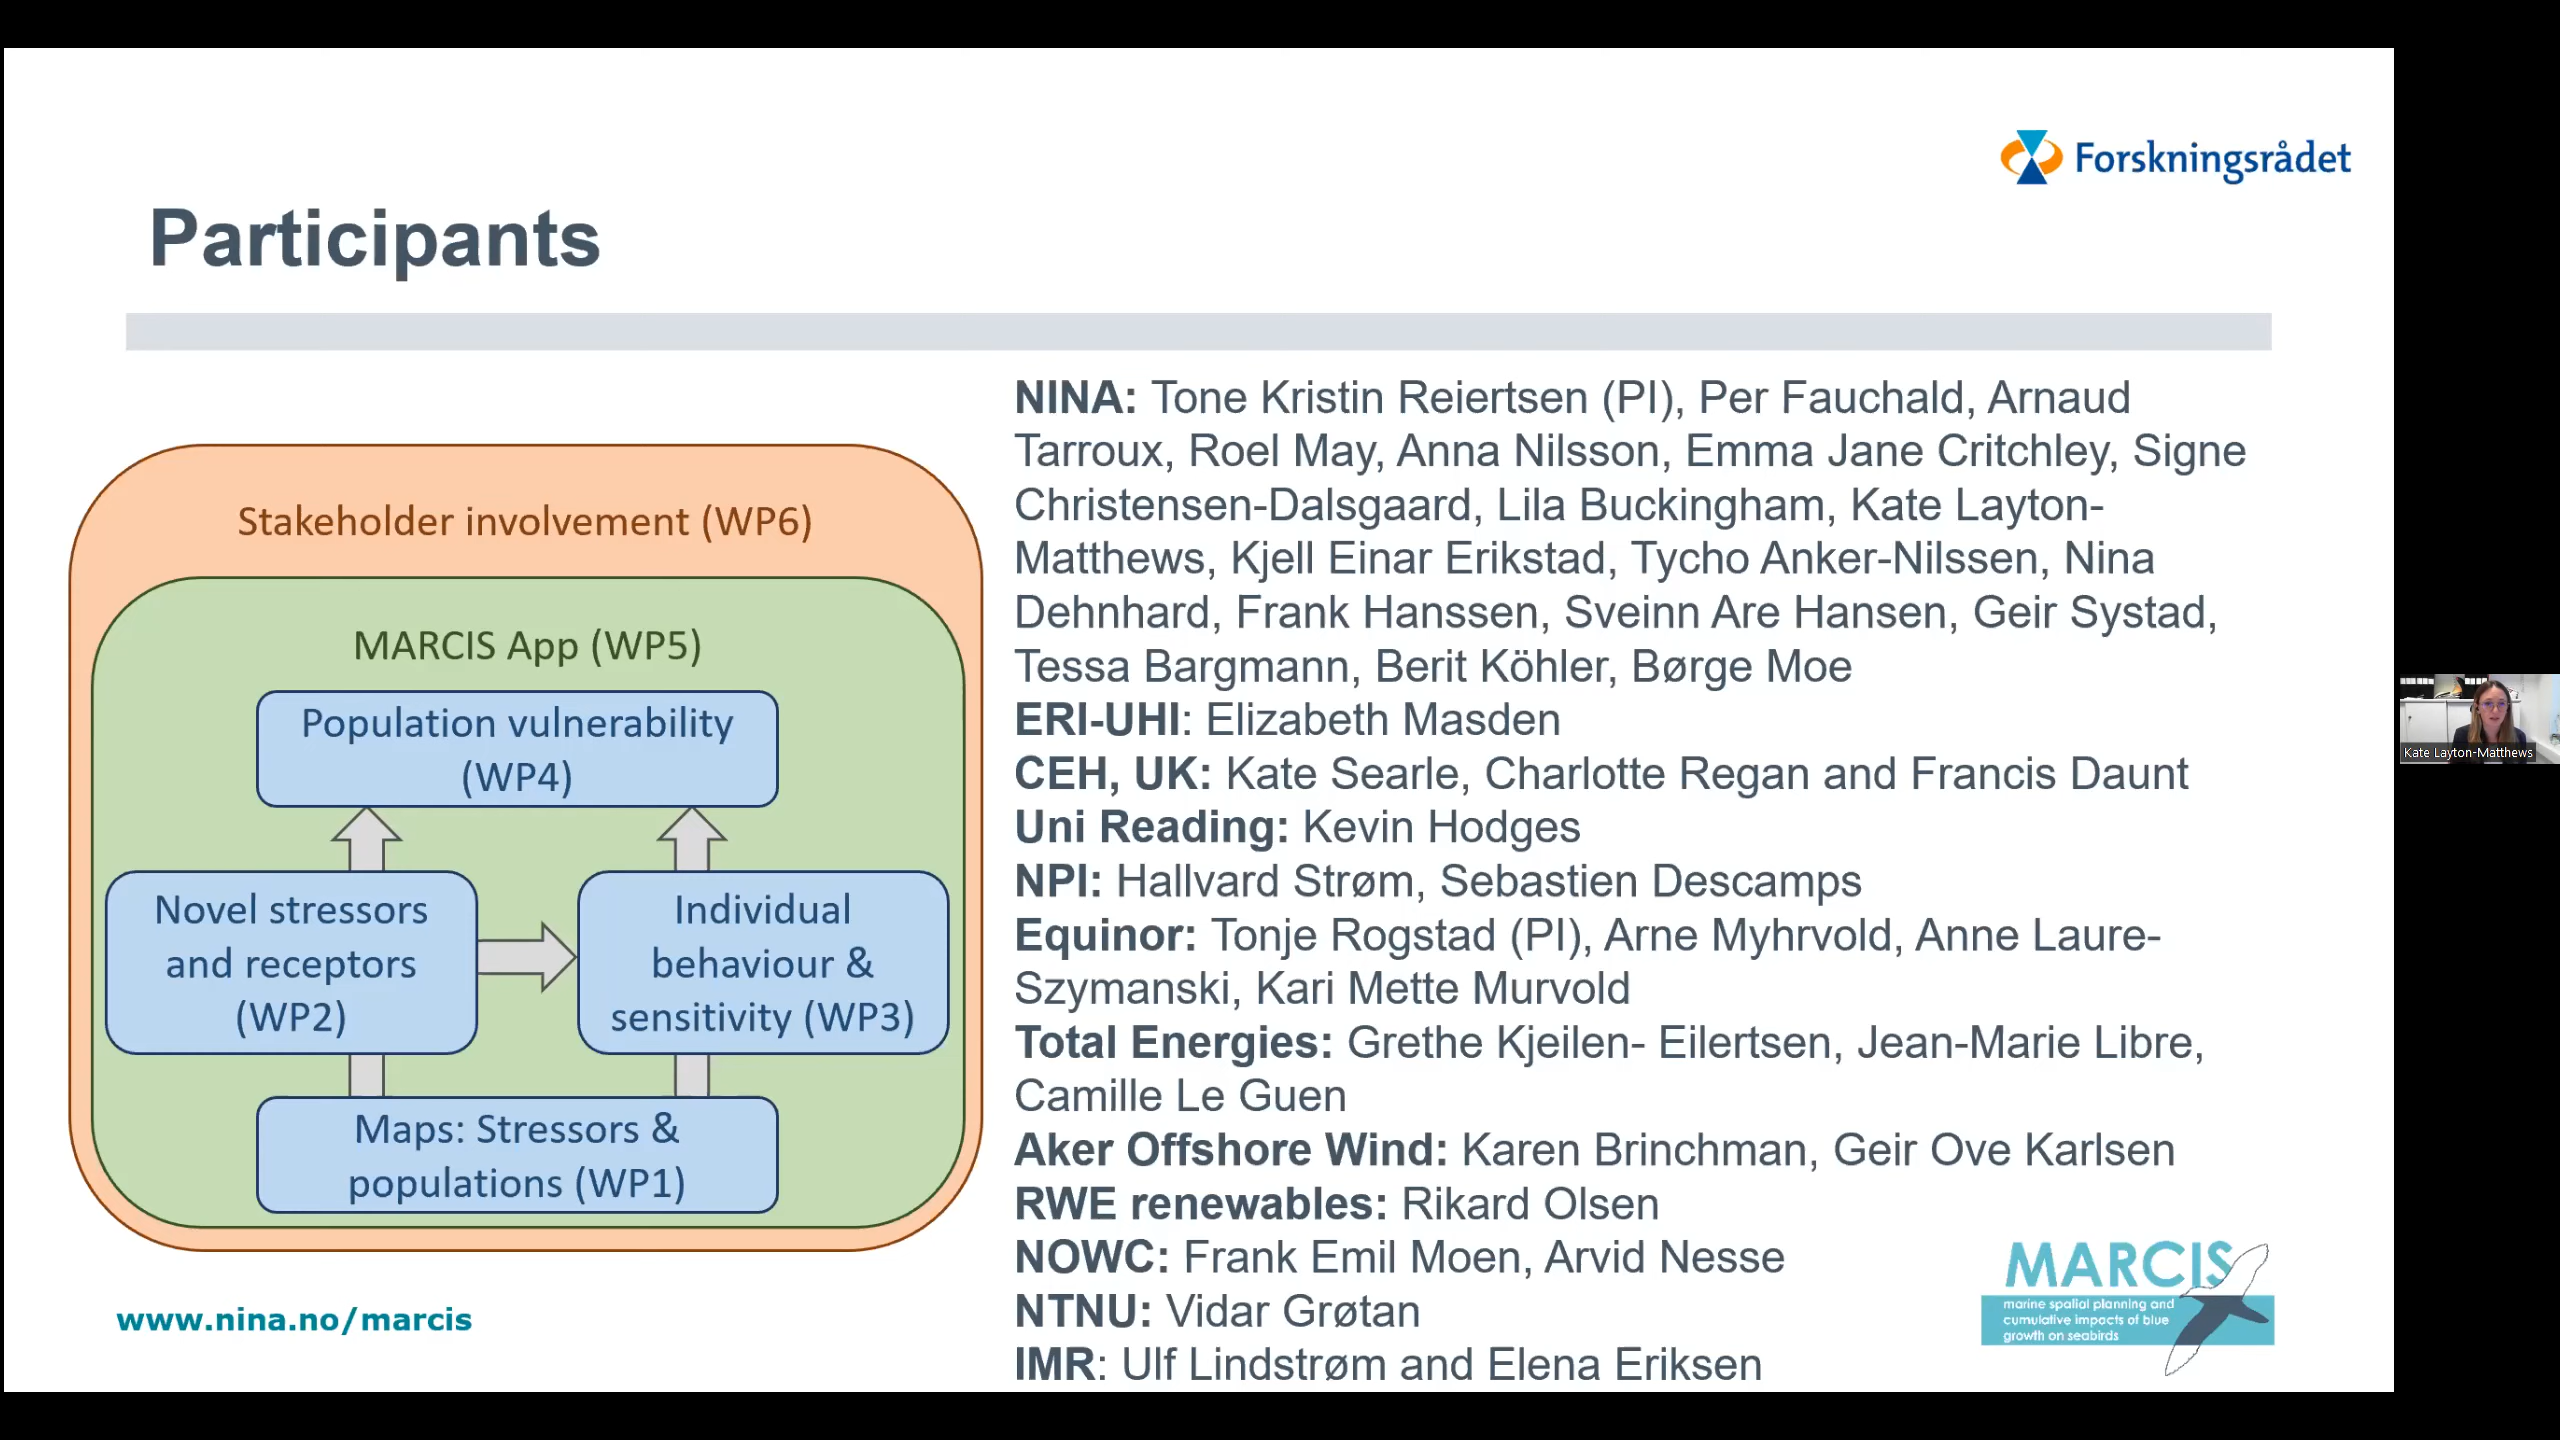 Forskningsrådet
Participants
Stakeholder involvement (WP6)
MARCIS App (WP5)
Population vulnerability
(WP4)
Novel stressors
and receptors
(WP2)
Individual
behaviour &
sensitivity (WP3)
Maps: Stressors &
populations (WP1)
www.nina.no/marcis
NINA: Tone Kristin Reiertsen (PI), Per Fauchald, Arnaud
Tarroux, Roel May, Anna Nilsson, Emma Jane Critchley, Signe
Christensen-Dalsgaard, Lila Buckingham, Kate Layton-
Matthews, Kjell Einar Erikstad, Tycho Anker-Nilssen, Nina
Dehnhard, Frank Hanssen, Sveinn Are Hansen, Geir Systad,
Tessa Bargmann, Berit Köhler, Børge Moe
ERI-UHI: Elizabeth Masden
CEH, UK: Kate Searle, Charlotte Regan and Francis Daunt
Uni Reading: Kevin Hodges
NPI: Hallvard Strøm, Sebastien Descamps
Equinor: Tonje Rogstad (PI), Arne Myhrvold, Anne Laure-
Szymanski, Kari Mette Murvold
Total Energies: Grethe Kjeilen- Eilertsen, Jean-Marie Libre,
Camille Le Guen
Aker Offshore Wind: Karen Brinchman, Geir Ove Karlsen
RWE renewables: Rikard Olsen
NOWC: Frank Emil Moen, Arvid Nesse
NTNU: Vidar Grøtan
IMR: Ulf Lindstrøm and Elena Eriksen
MARCIS
marine spatial planning and
cumulative impacts of blue
growth on seabirds
Kate Layton-Matthews